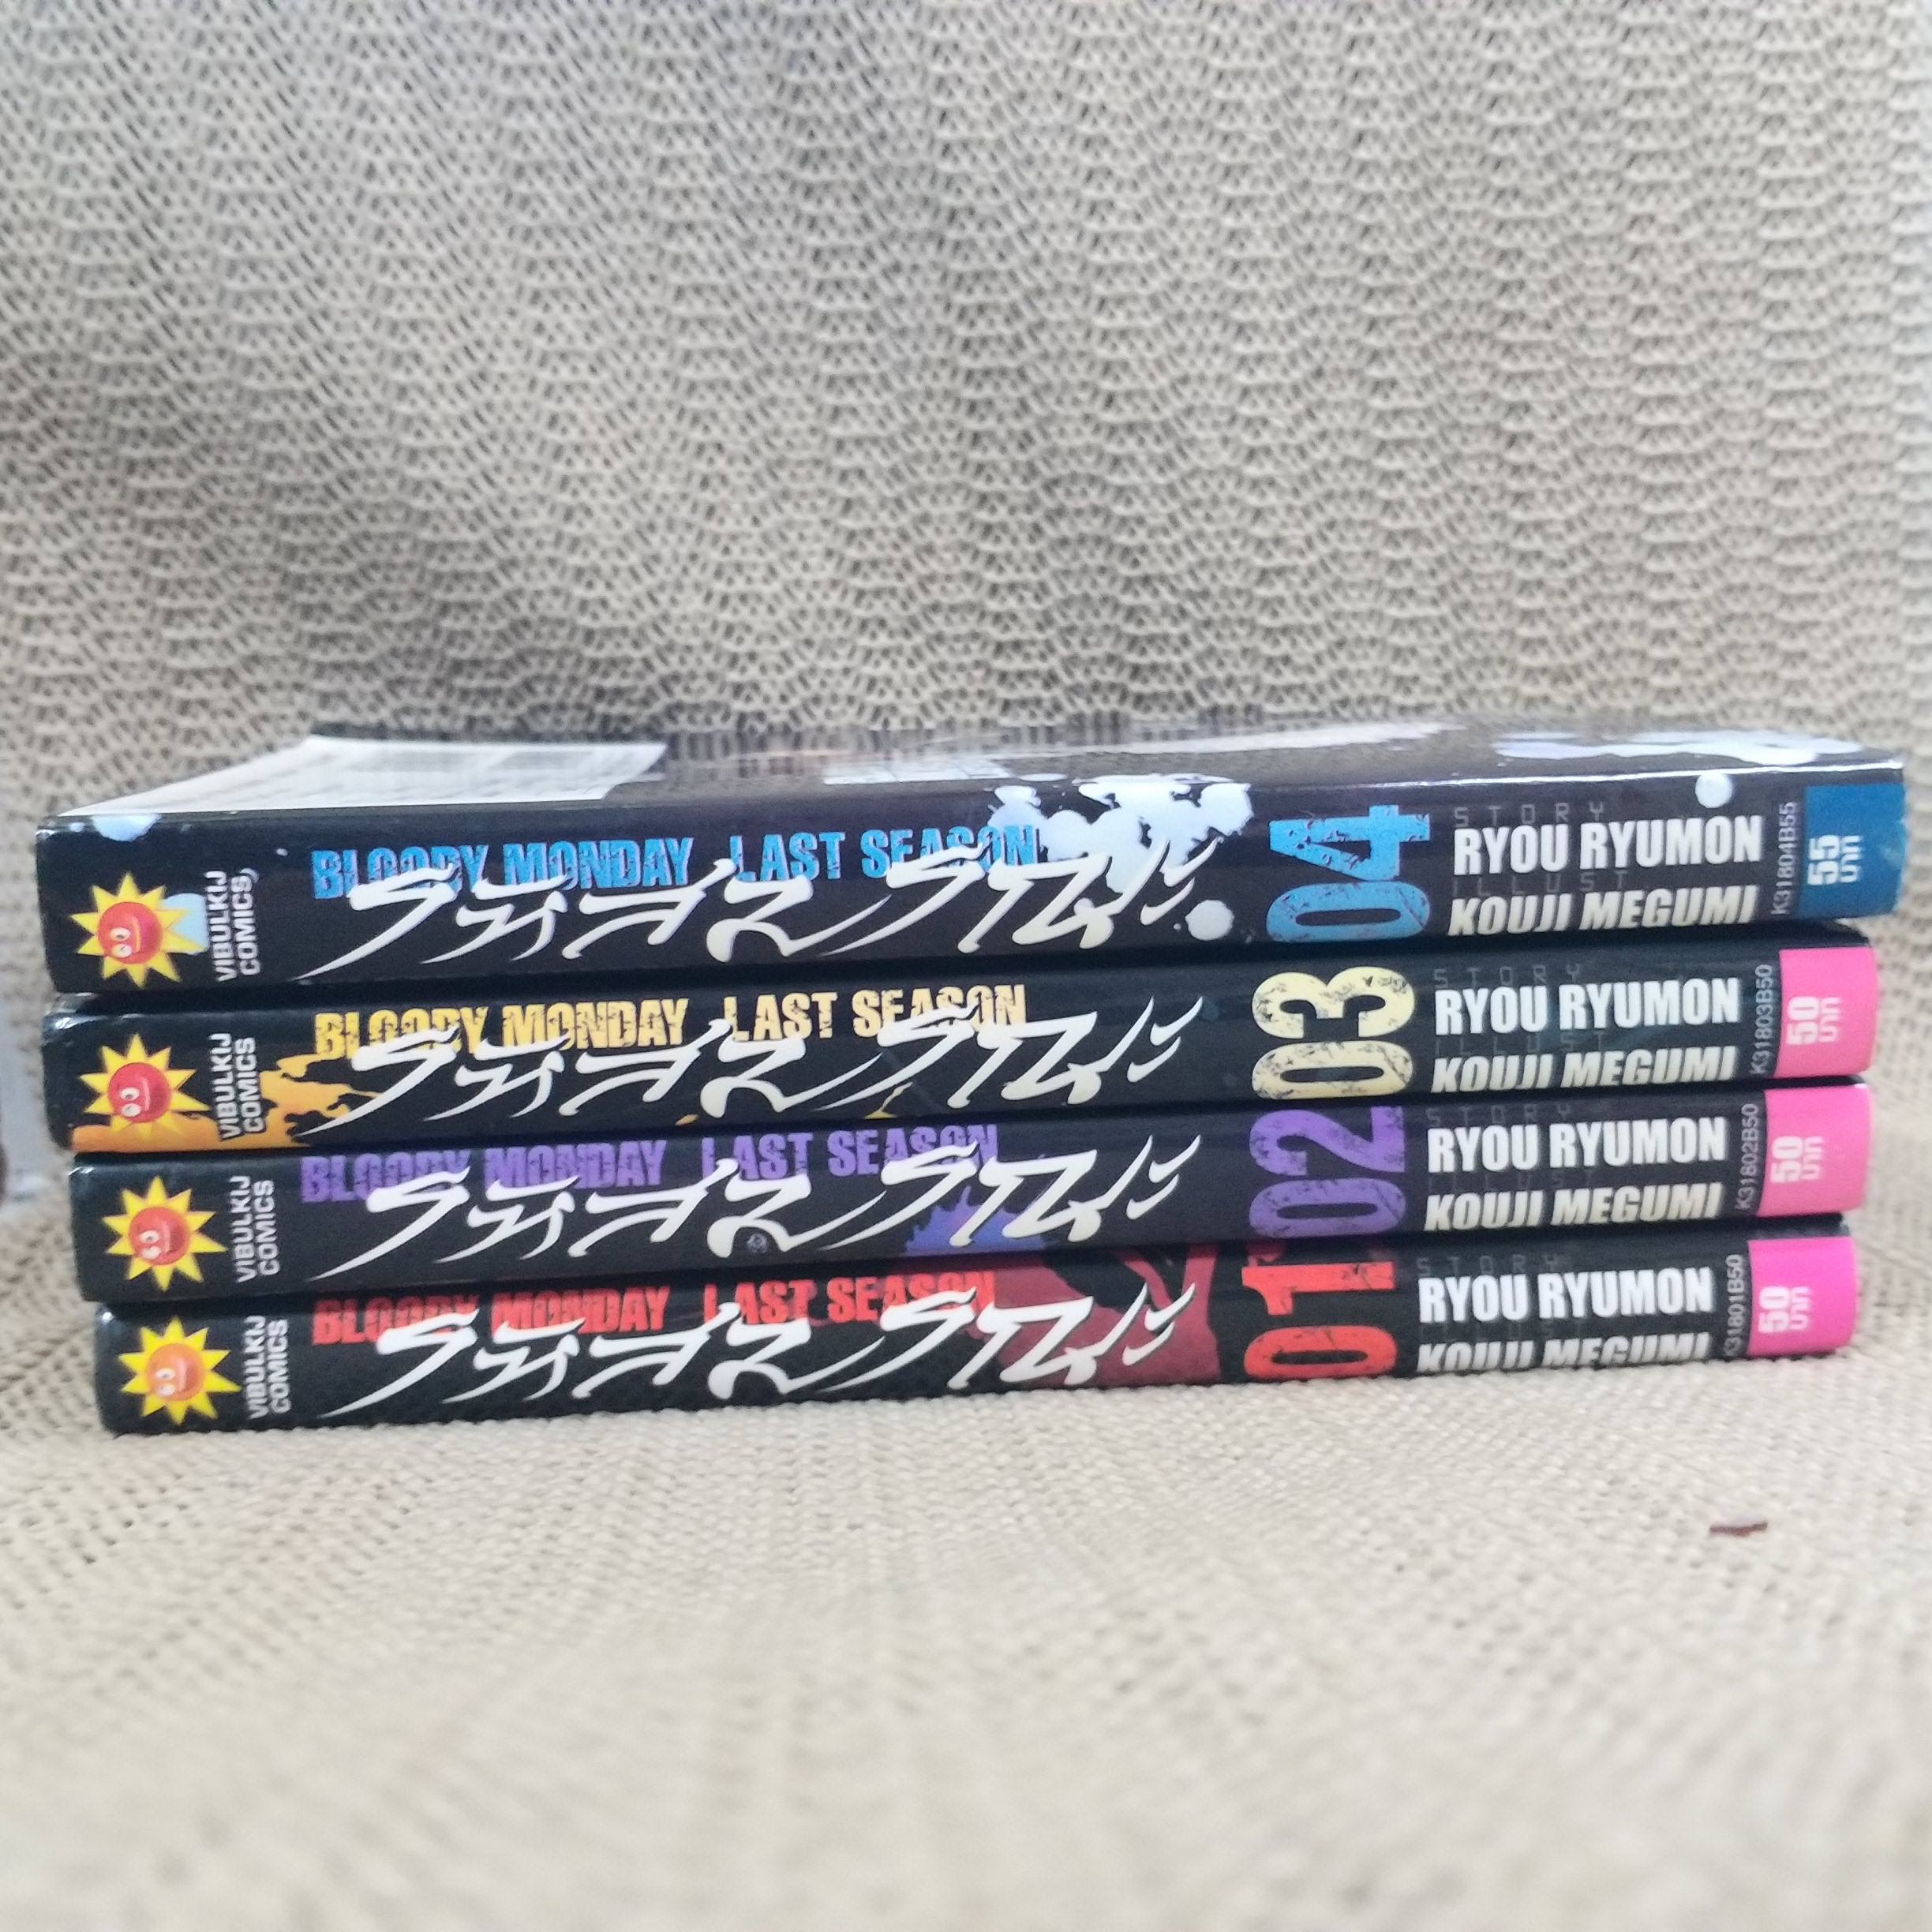 BLOODY MONDAY LAST SEASON
04
STORY
RYOU RYUMON
ILLUST
KOUJI MEGUMI
K31804B55
55
บาท
VIBULKIJ
COMICS
BLOODY MONDAY LAST SEASON
03
STORY
RYOU RYUMON
ILLUST
KOUJI MEGUMI
K31803B50
50
บาท
VIBULKIJ
COMICS
BLOODY MONDAY LAST SEASON
02
STORY
RYOU RYUMON
ILLUST
KOUJI MEGUMI
K31802B50
50
บาท
VIBULKIJ
COMICS
BLOODY MONDAY LAST SEASON
01
STORY
RYOU RYUMON
KOUJI MEGUMI
K31801B50
50
บาท
VIBULKIJ
COMICS